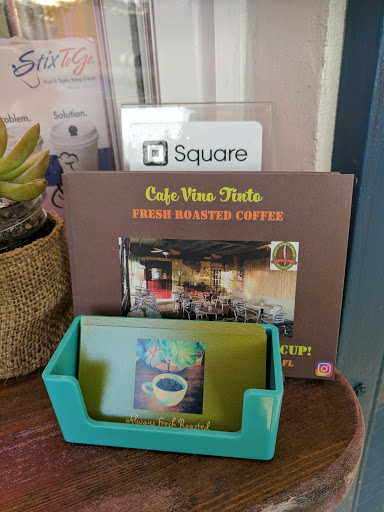 StixToGo
Problem. Solution.
Square
Cafe Vino Tinto
FRESH ROASTED COFFEE
CUP!
FL
Always Fresh Roasted